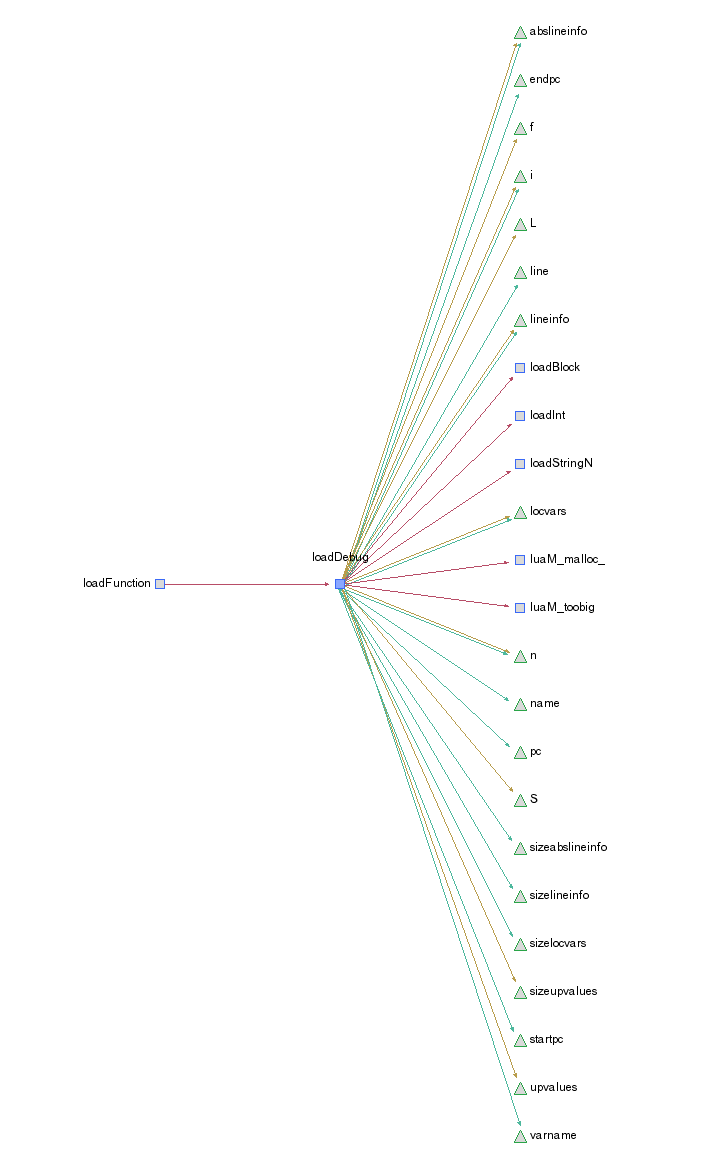 abslineinfo
endpc
f
i
L
line
lineinfo
loadBlock
loadInt
loadStringN
locvars
loadDebug
luaM_malloc_
loadFunction
luaM_toobig
n
name
pc
S
sizeabslineinfo
sizelineinfo
sizelocvars
sizeupvalues
startpc
upvalues
varname